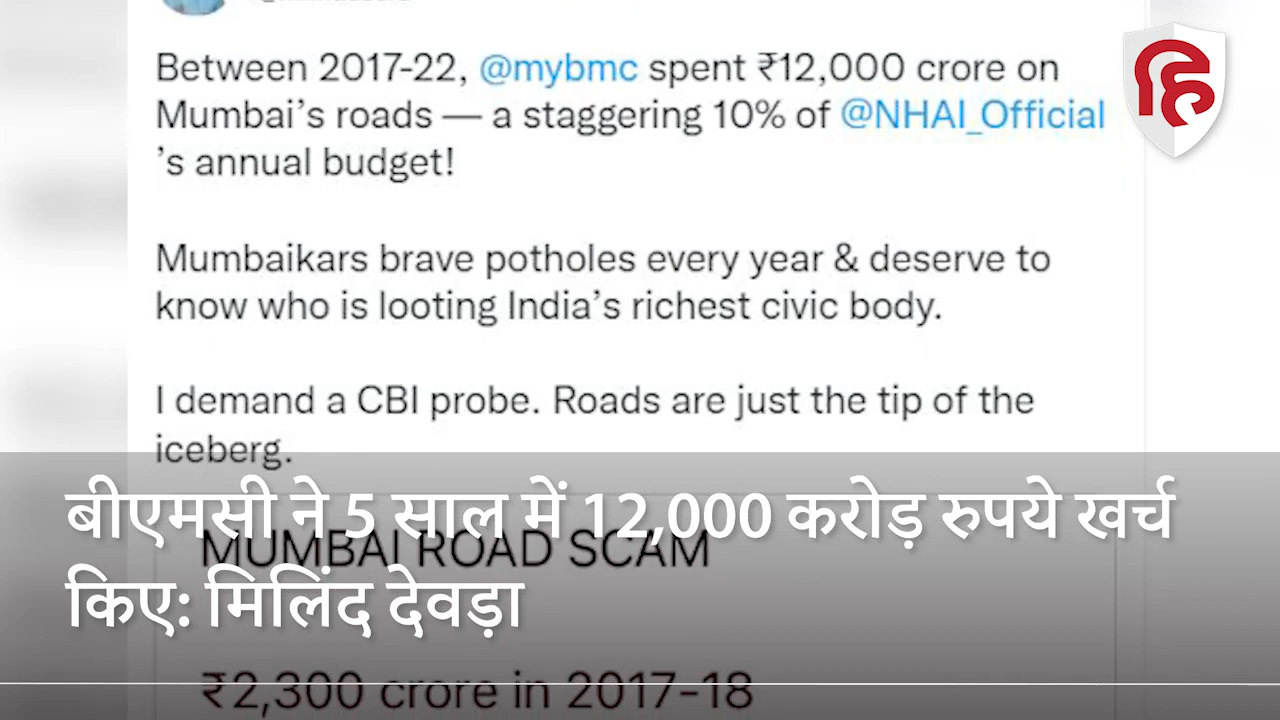 Between 2017-22, @mybmc spent ₹12,000 crore on
Mumbai’s roads — a staggering 10% of @NHAI_Official
’s annual budget!
Mumbaikars brave potholes every year & deserve to
know who is looting India’s richest civic body.
I demand a CBI probe. Roads are just the tip of the
iceberg.
बीएमसी ने 5 साल में 12,000 करोड़ रुपये खर्च
MUMBAI ROAD SCAM
किए: मिलिंद देवड़ा
₹2,300 crore in 2017-18